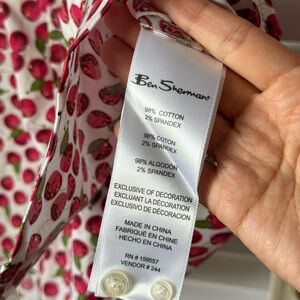 Ben Sherman
98% COTTON
2% SPANDEX
98% COTON
2% SPANDEX
98% ALGODON
2% SPANDEX
EXCLUSIVE OF DECORATION
EXCLUANT LA DÉCORATION
EXCLUSIVO DE DECORACION
MADE IN CHINA
FABRIQUÉ EN CHINE
HECHO EN CHINA
RN # 159557
VENDOR # 244